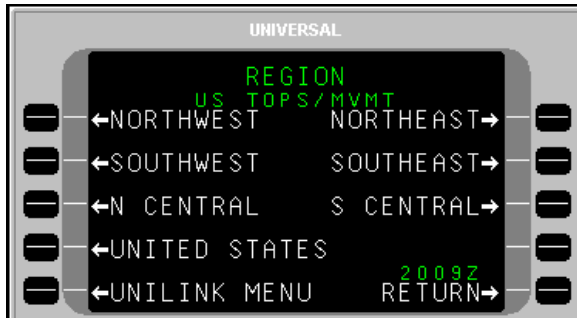 UNIVERSAL
REGION
US TOPS/MVMT
←NORTHWEST NORTHEAST→
←SOUTHWEST SOUTHEAST→
←N CENTRAL S CENTRAL→
←UNITED STATES
2009Z
←UNILINK MENU RETURN→